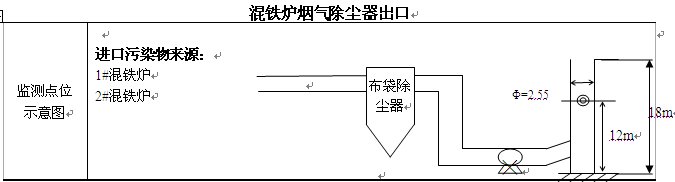 混铁炉烟气除尘器出口
监测点位
示意图
进口污染物来源：
1#混铁炉
2#混铁炉
布袋除
尘器
Φ=2.55
18m
12m